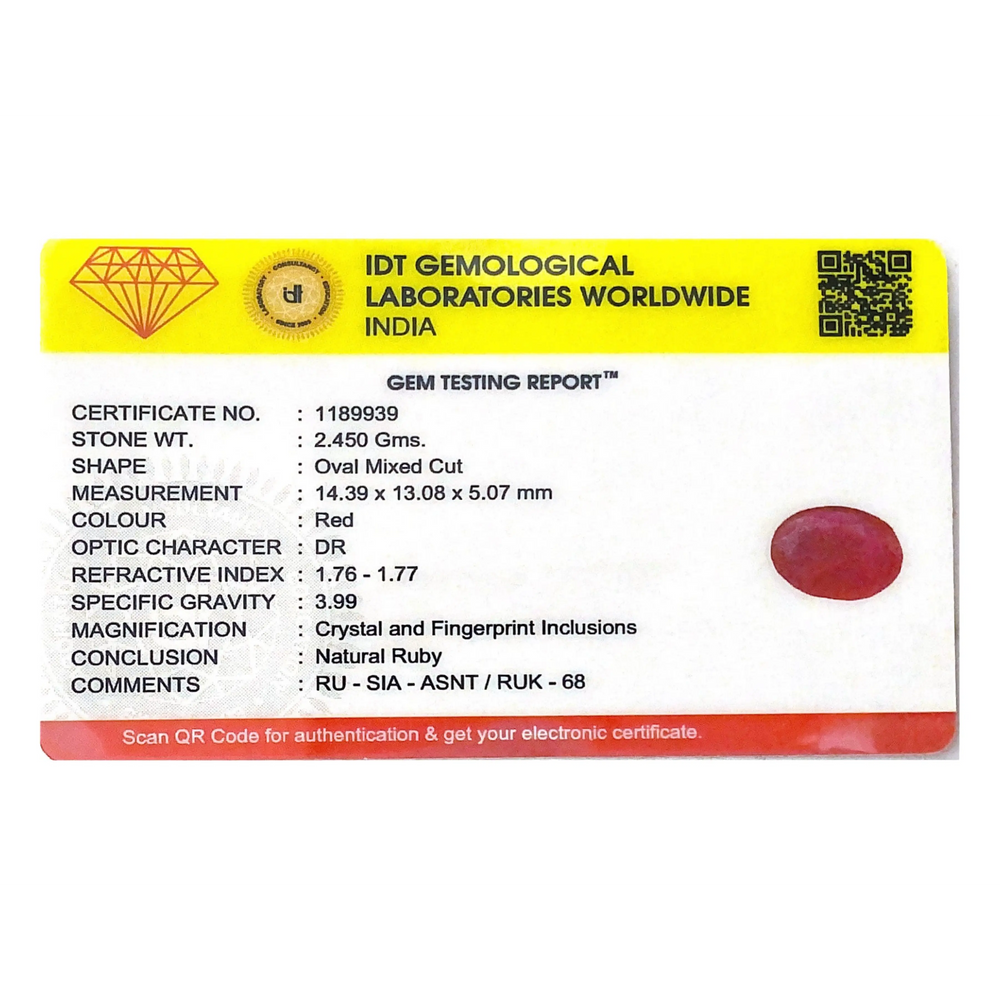 IDT GEMOLOGICAL
LABORATORIES WORLDWIDE
INDIA
CONSULTANCY
LABORATORY
idt
GEM TESTING REPORT™
CERTIFICATE NO. : 1189939
STONE WT. : 2.450 Gms.
SHAPE : Oval Mixed Cut
MEASUREMENT : 14.39 x 13.08 x 5.07 mm
COLOUR : Red
OPTIC CHARACTER : DR
REFRACTIVE INDEX : 1.76 - 1.77
SPECIFIC GRAVITY : 3.99
MAGNIFICATION : Crystal and Fingerprint Inclusions
CONCLUSION : Natural Ruby
COMMENTS : RU - SIA - ASNT / RUK - 68
Scan QR Code for authentication & get your electronic certificate.